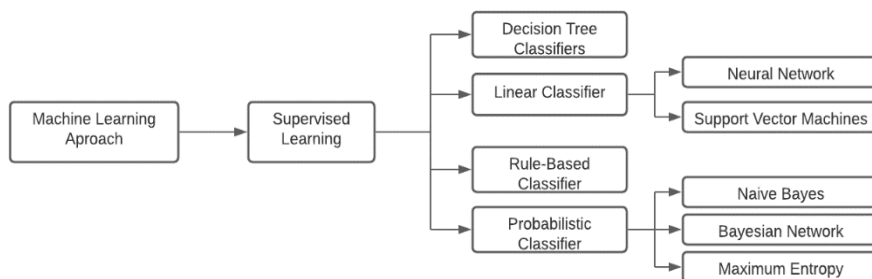 Machine Learning
Aproach
Supervised
Learning
Decision Tree
Classifiers
Linear Classifier
Rule-Based
Classifier
Probabilistic
Classifier
Neural Network
Support Vector Machines
Naive Bayes
Bayesian Network
Maximum Entropy